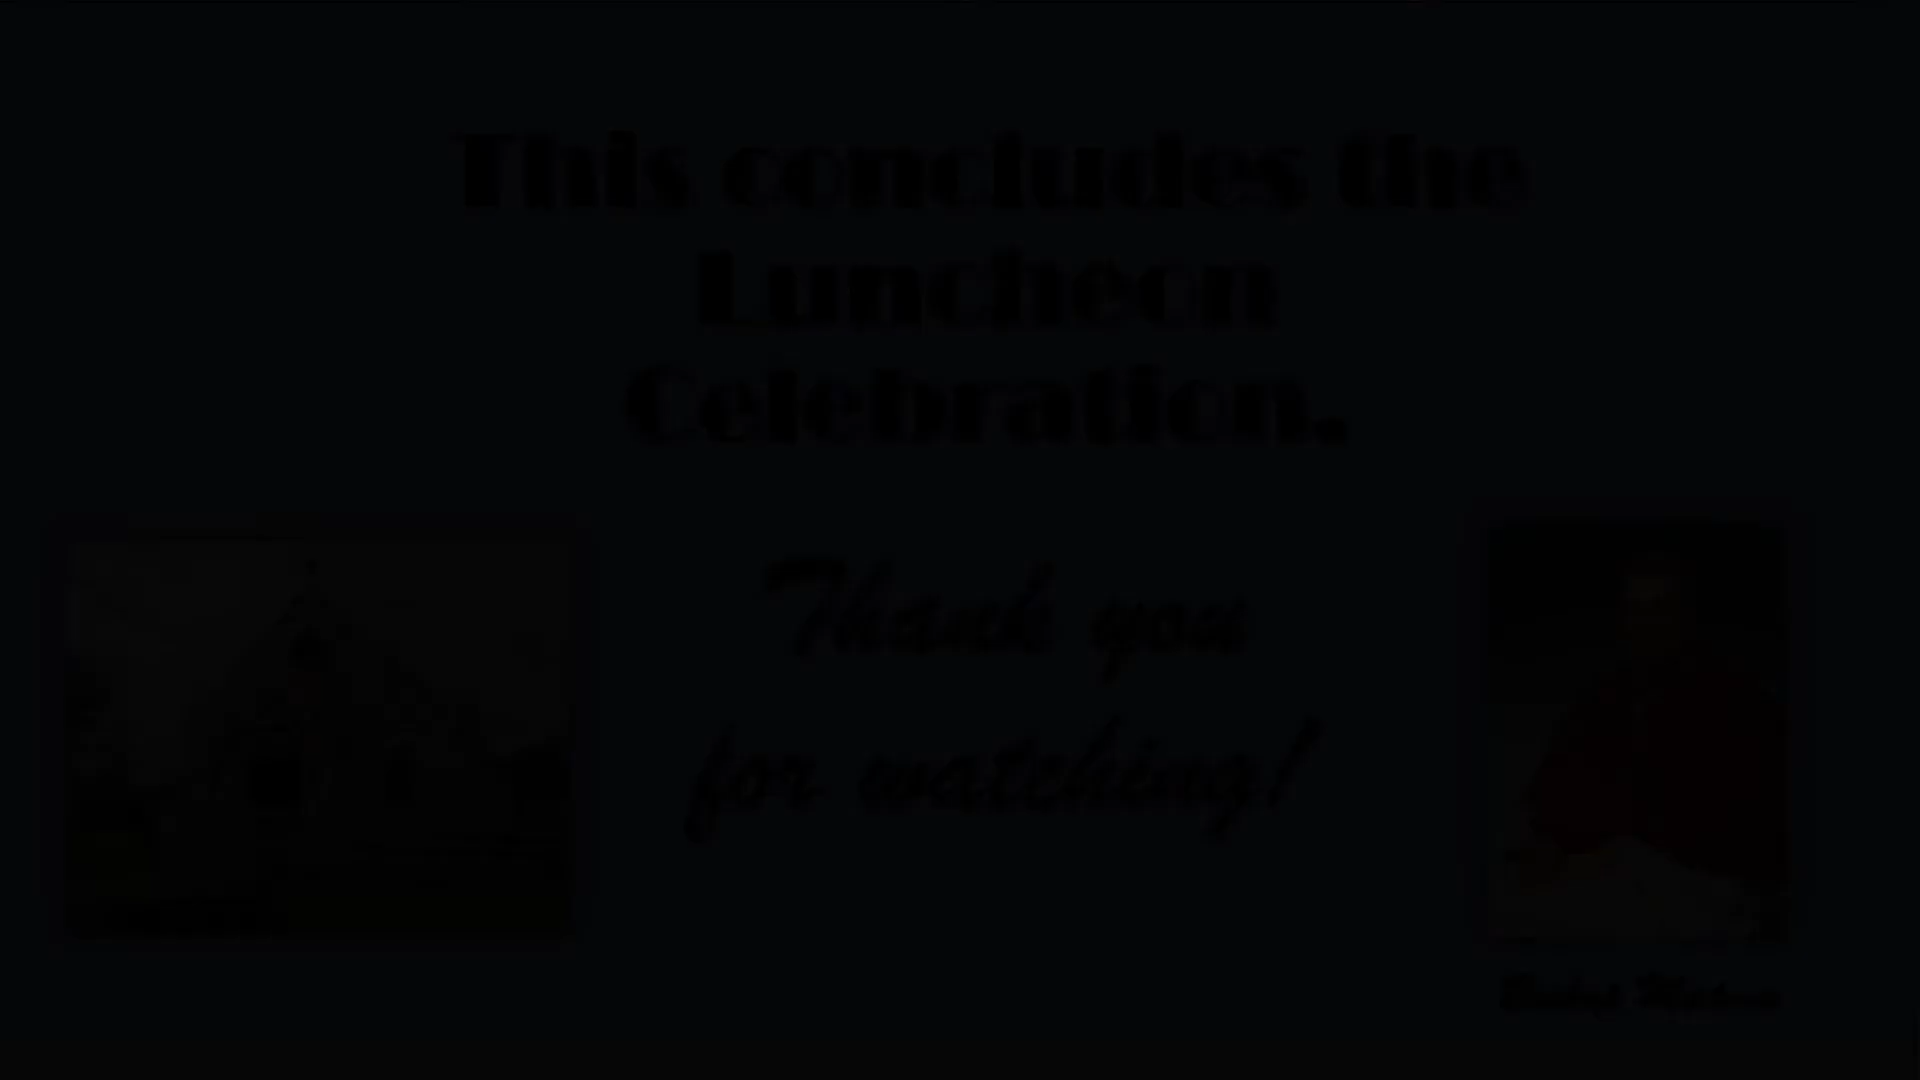 This concludes the
Luncheon
Celebration.
Thank you
for watching!